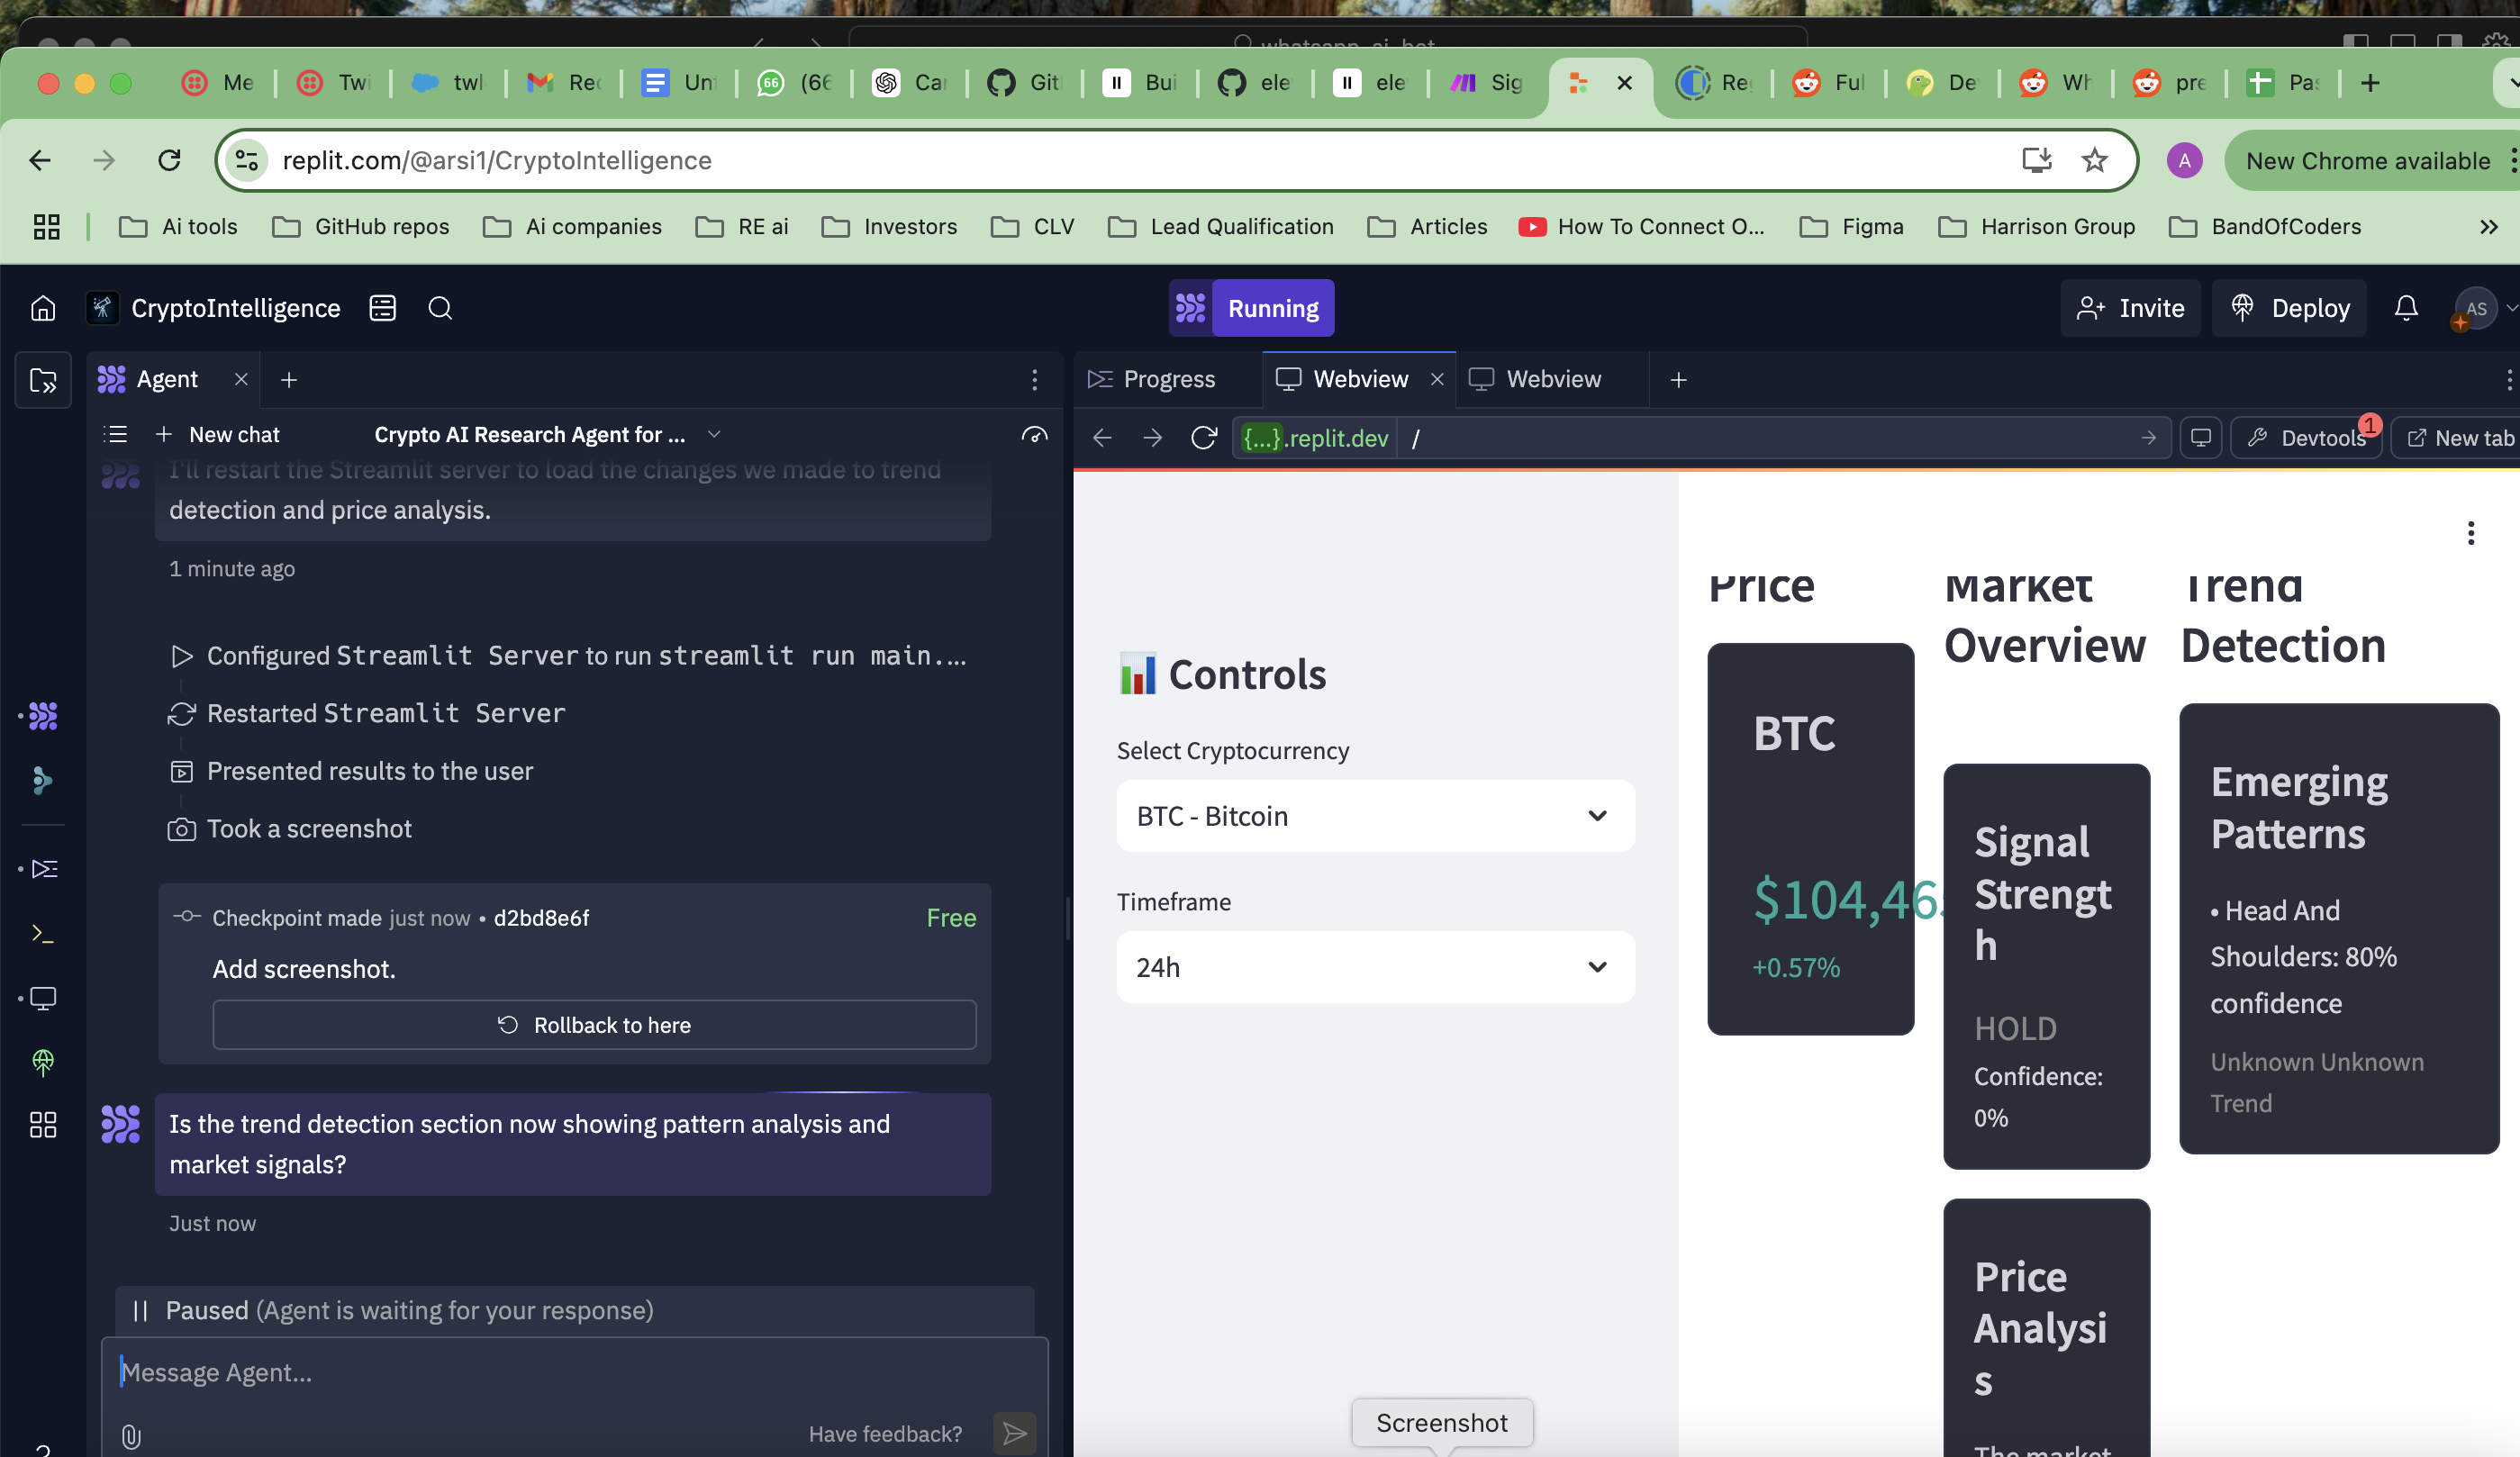 whatsapp_ai_bot
Me
Twi
twl
Rec
Unt
66
(66
Car
Git
Bui
ele
ele
Sig
Re
Ful
De
Wh
pre
Pas
replit.com/@arsi1/CryptoIntelligence
A
New Chrome available
Ai tools
GitHub repos
Ai companies
RE ai
Investors
CLV
Lead Qualification
Articles
How To Connect O...
Figma
Harrison Group
BandOfCoders
CryptoIntelligence
Running
Invite
Deploy
AS
Agent
Progress
Webview
Webview
New chat
Crypto AI Research Agent for ...
{...}.replit.dev
/
Devtools
1
New tab
I'll restart the Streamlit server to load the changes we made to trend
detection and price analysis.
1 minute ago
Configured Streamlit Server to run streamlit run main....
Restarted Streamlit Server
Presented results to the user
Took a screenshot
Checkpoint made just now • d2bd8e6f
Free
Add screenshot.
Rollback to here
Is the trend detection section now showing pattern analysis and
market signals?
Just now
Paused (Agent is waiting for your response)
Message Agent...
Have feedback?
Controls
Select Cryptocurrency
BTC - Bitcoin
Timeframe
24h
Screenshot
Price
BTC
$104,46
+0.57%
Market
Overview
Signal
Strengt
h
HOLD
Confidence:
0%
Price
Analysi
s
The market
Trend
Detection
Emerging
Patterns
• Head And
Shoulders: 80%
confidence
Unknown Unknown
Trend